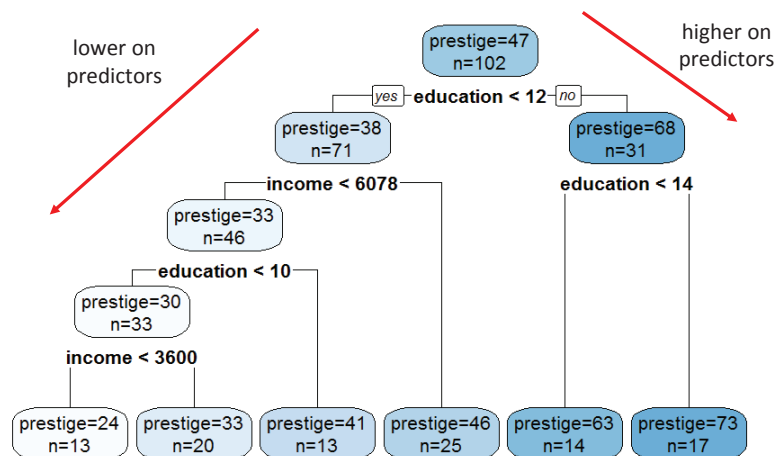 lower on
predictors
higher on
predictors
prestige=47
n=102
yes education < 12 no
prestige=38
n=71
prestige=68
n=31
income < 6078
education < 14
prestige=33
n=46
education < 10
prestige=30
n=33
income < 3600
prestige=24
n=13
prestige=33
n=20
prestige=41
n=13
prestige=46
n=25
prestige=63
n=14
prestige=73
n=17